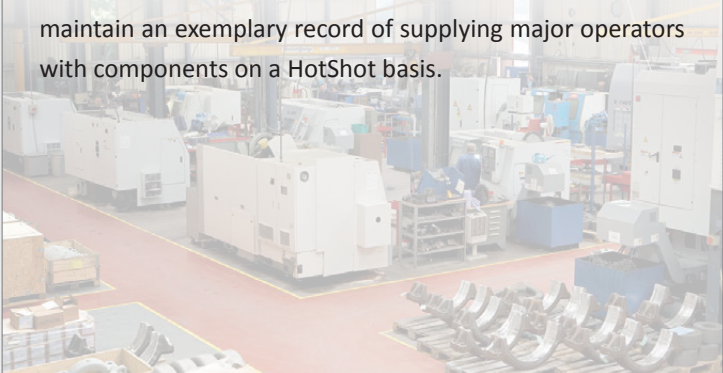 maintain an exemplary record of supplying major operators
with components on a HotShot basis.